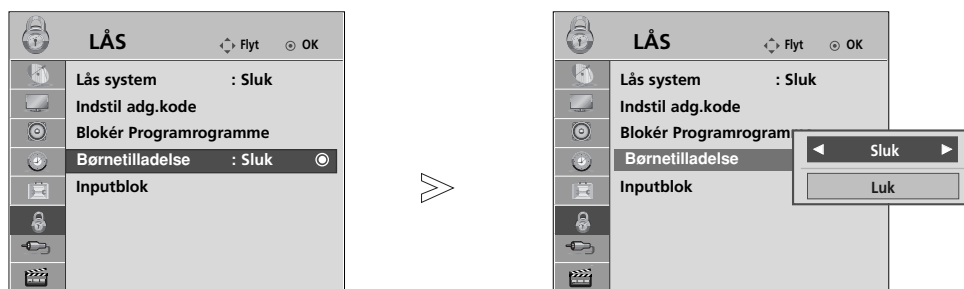 LÅS Flyt OK
Lås system : Sluk
Indstil adg.kode
Blokér Programrogramme
Børnetilladelse : Sluk
Inputblok
LÅS Flyt OK
Lås system : Sluk
Indstil adg.kode
Blokér Programrogram
Børnetilladelse
Inputblok
Sluk
Luk